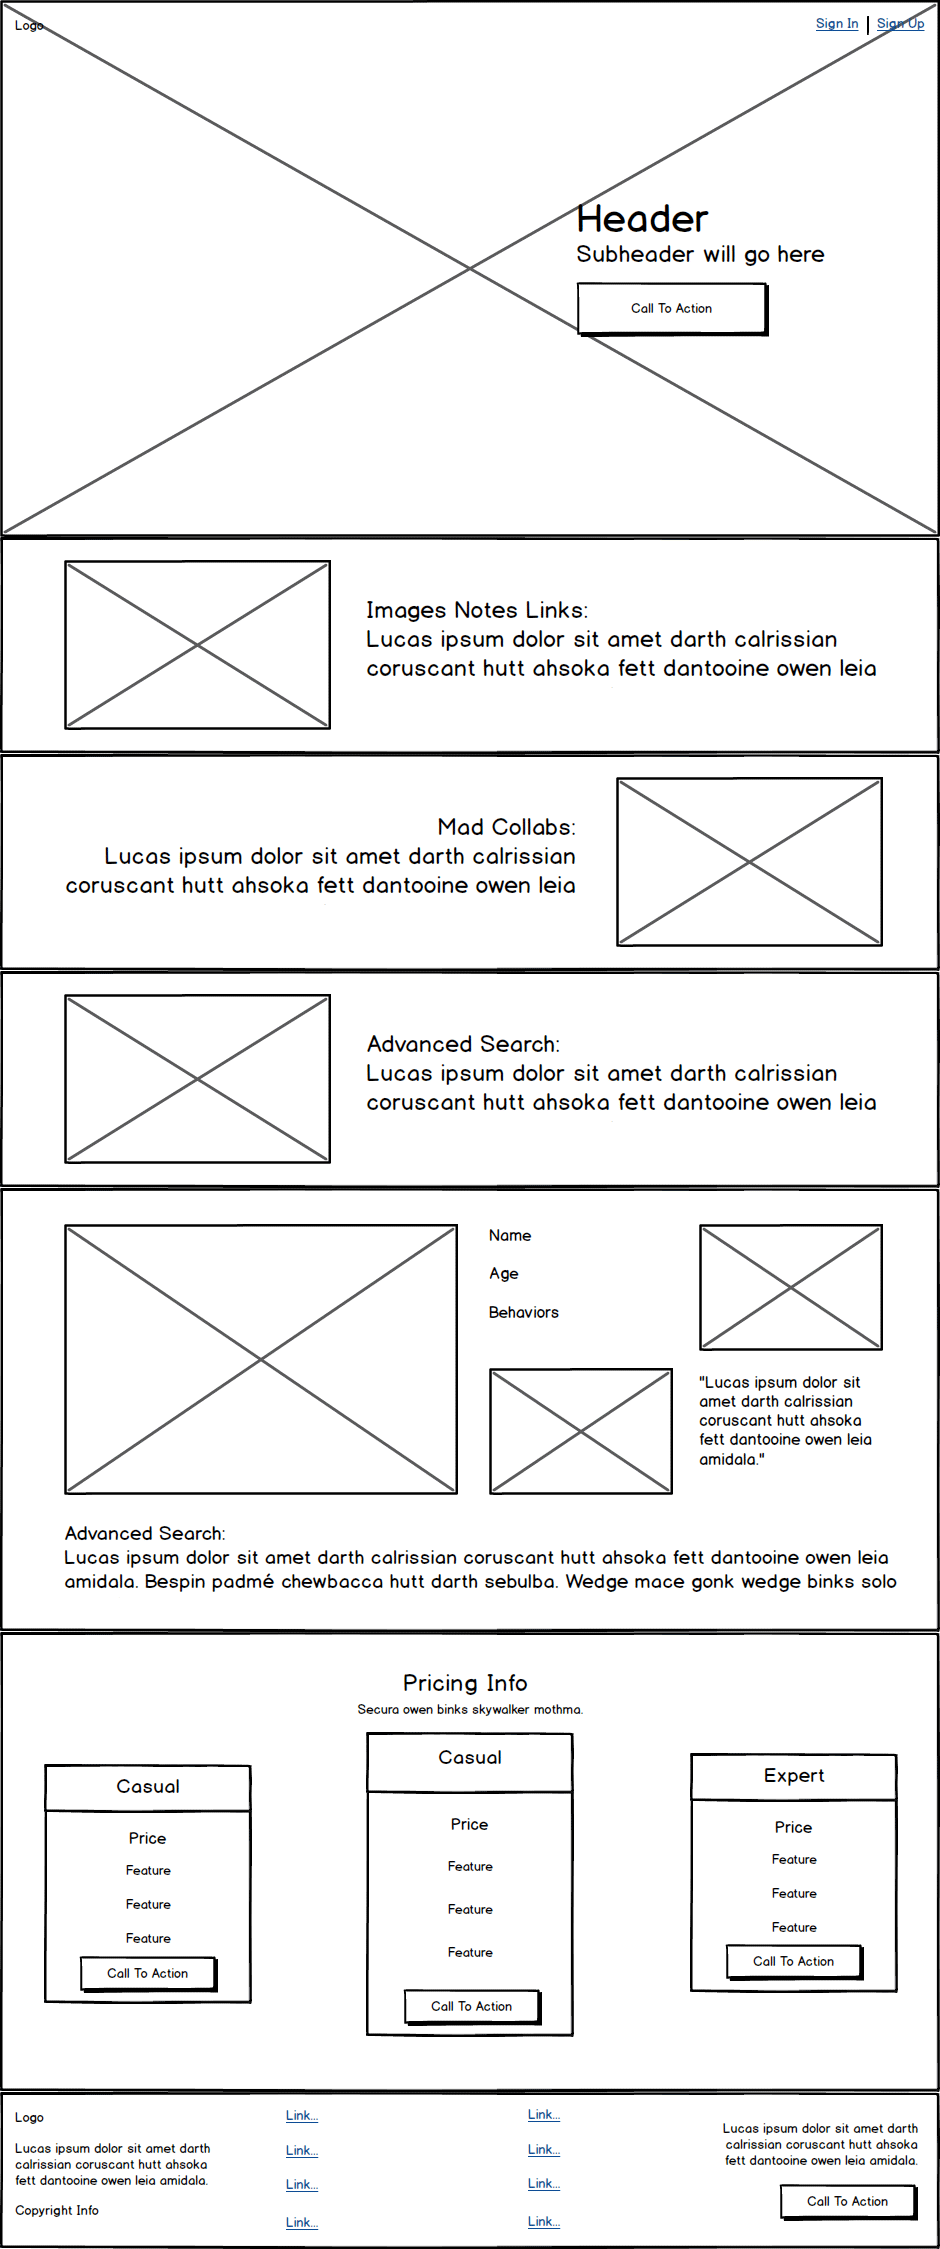 Logo
Sign In
Sign Up
Header
Subheader will go here
Call To Action
Images Notes Links:
Lucas ipsum dolor sit amet darth calrissian
coruscant hutt ahsoka fett dantooine owen leia
Mad Collabs:
Lucas ipsum dolor sit amet darth calrissian
coruscant hutt ahsoka fett dantooine owen leia
Advanced Search:
Lucas ipsum dolor sit amet darth calrissian
coruscant hutt ahsoka fett dantooine owen leia
Name
Age
Behaviors
"Lucas ipsum dolor sit
amet darth calrissian
coruscant hutt ahsoka
fett dantooine owen leia
amidala."
Advanced Search:
Lucas ipsum dolor sit amet darth calrissian coruscant hutt ahsoka fett dantooine owen leia
amidala. Bespin padmé chewbacca hutt darth sebulba. Wedge mace gonk wedge binks solo
Pricing Info
Secura owen binks skywalker mothma.
Casual
Price
Feature
Feature
Feature
Call To Action
Casual
Price
Feature
Feature
Feature
Call To Action
Expert
Price
Feature
Feature
Feature
Call To Action
Logo
Lucas ipsum dolor sit amet darth
calrissian coruscant hutt ahsoka
fett dantooine owen leia amidala.
Copyright Info
Link...
Link...
Link...
Link...
Link...
Link...
Link...
Link...
Lucas ipsum dolor sit amet darth
calrissian coruscant hutt ahsoka
fett dantooine owen leia amidala.
Call To Action